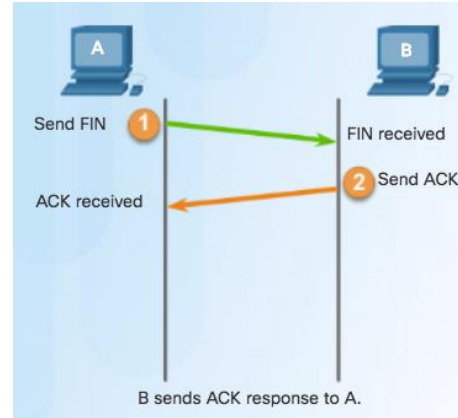 A
B
Send FIN
1
FIN received
2
Send ACK
ACK received
B sends ACK response to A.